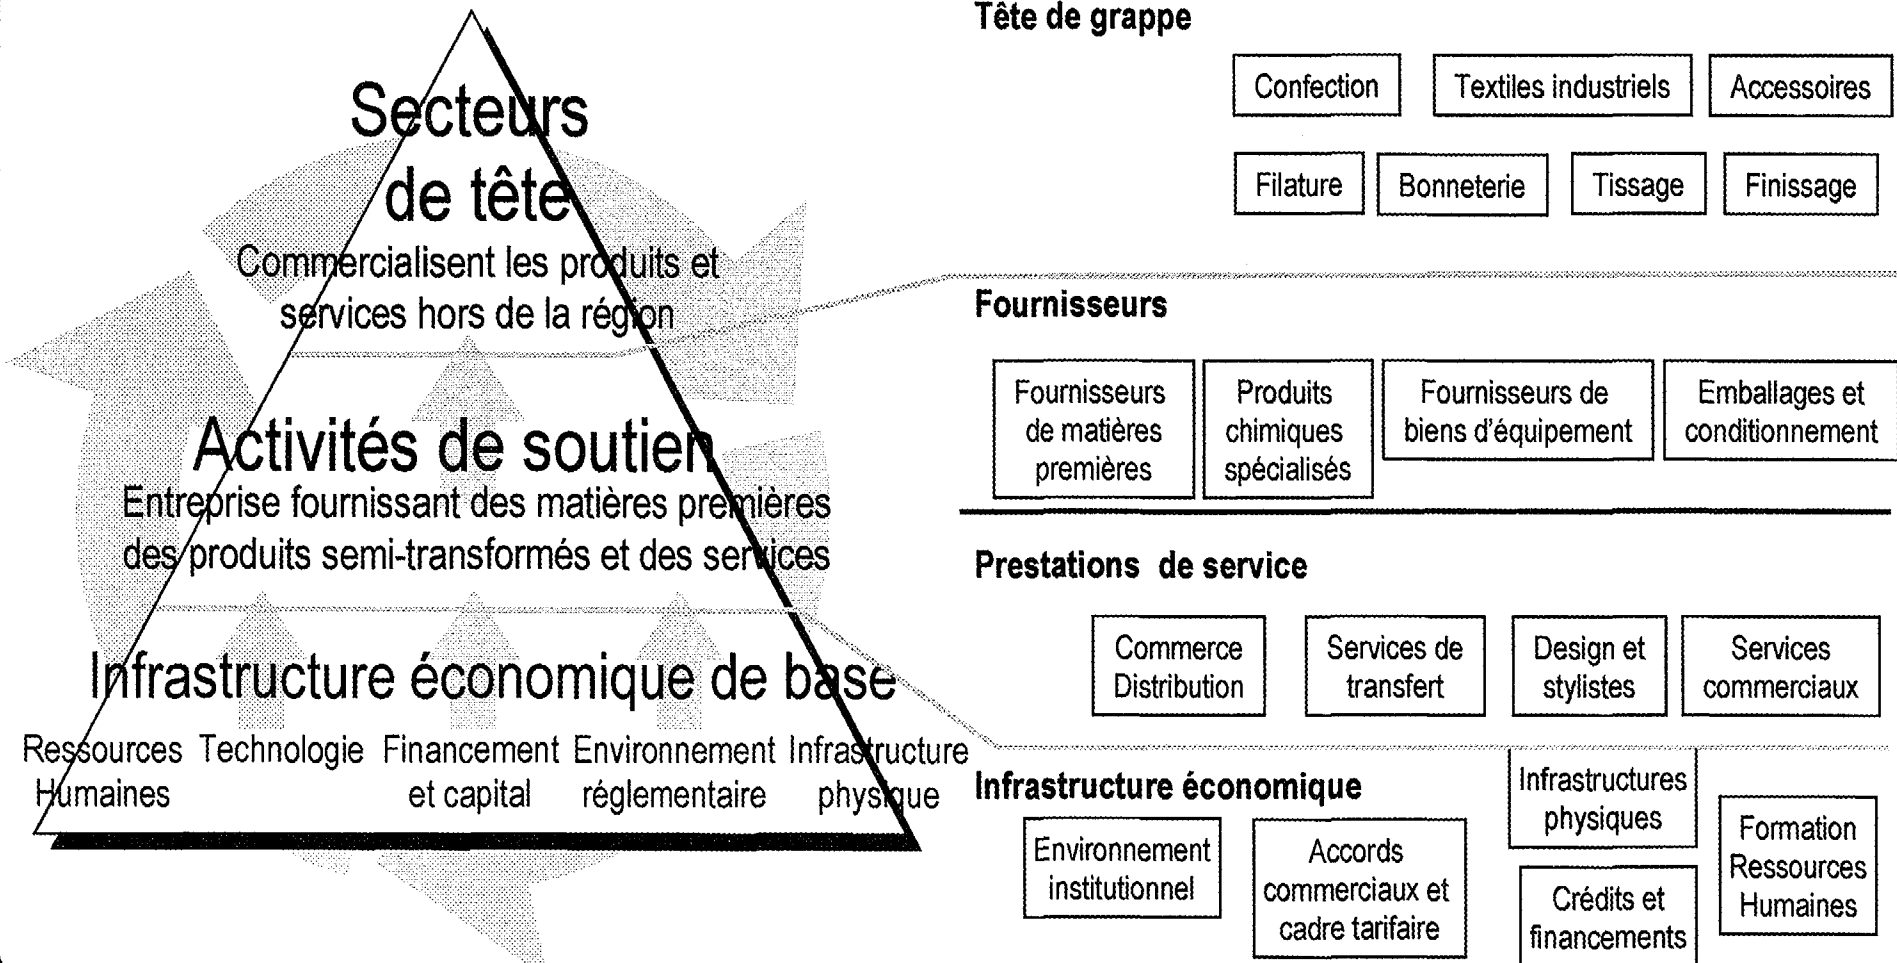 Secteurs
de tête
Commercialisent les produits et
services hors de la région
Activités de soutien
Entreprise fournissant des matières premières
des produits semi-transformés et des services
Infrastructure économique de base
Ressources
Humaines
Technologie
Financement
et capital
Environnement
réglementaire
Infrastructure
physique
Tête de grappe
Confection
Textiles industriels
Accessoires
Filature
Bonneterie
Tissage
Finissage
Fournisseurs
Fournisseurs
de matières
premières
Produits
chimiques
spécialisés
Fournisseurs de
biens d'équipement
Emballages et
conditionnement
Prestations de service
Commerce
Distribution
Services de
transfert
Design et
stylistes
Services
commerciaux
Infrastructure économique
Environnement
institutionnel
Accords
commerciaux et
cadre tarifaire
Infrastructures
physiques
Crédits et
financements
Formation
Ressources
Humaines